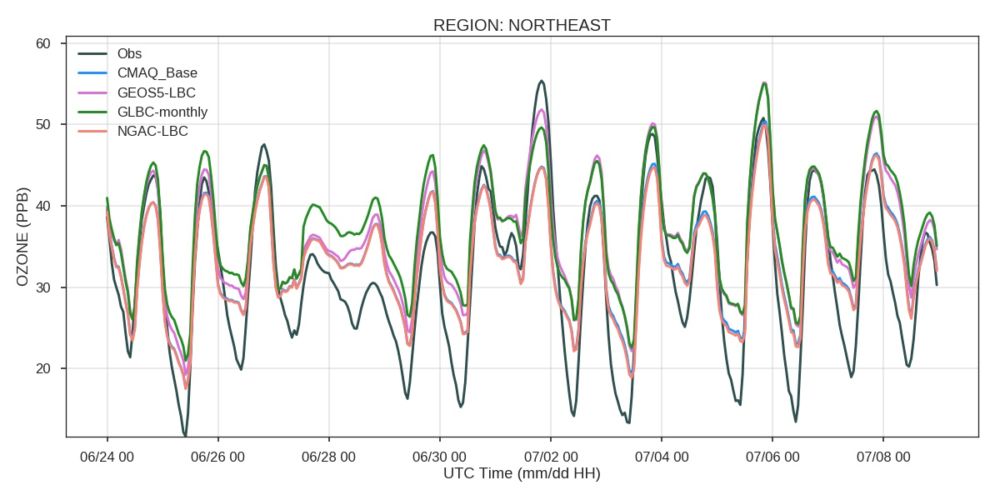 REGION: NORTHEAST
OZONE (PPB)
60
50
40
30
20
Obs
CMAQ_Base
GEOS5-LBC
GLBC-monthly
NGAC-LBC
06/24 00 06/26 00 06/28 00 06/30 00 07/02 00 07/04 00 07/06 00 07/08 00
UTC Time (mm/dd HH)